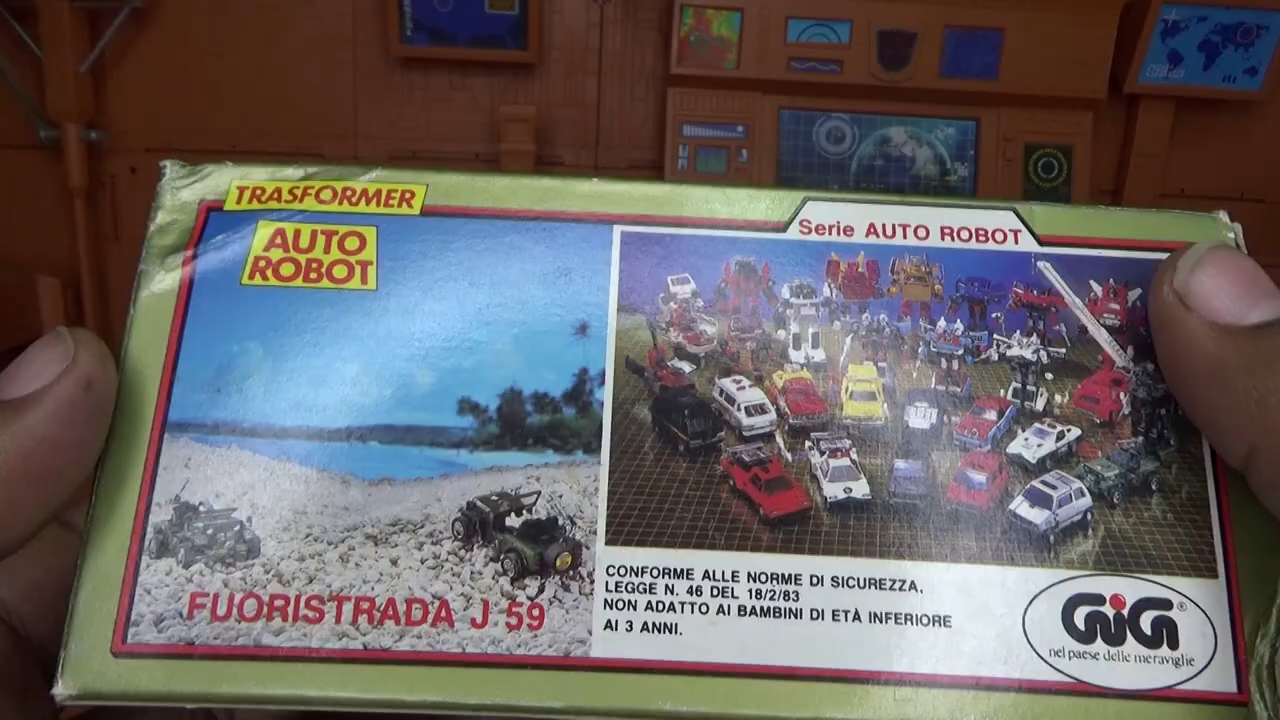 TRASFORMER
AUTO
ROBOT
Serie AUTO ROBOT
FUORISTRADA J 59
CONFORME ALLE NORME DI SICUREZZA.
LEGGE N. 46 DEL 18/2/83
NON ADATTO AI BAMBINI DI ETÀ INFERIORE
AI 3 ANNI.
GiG®
nel paese delle meraviglie